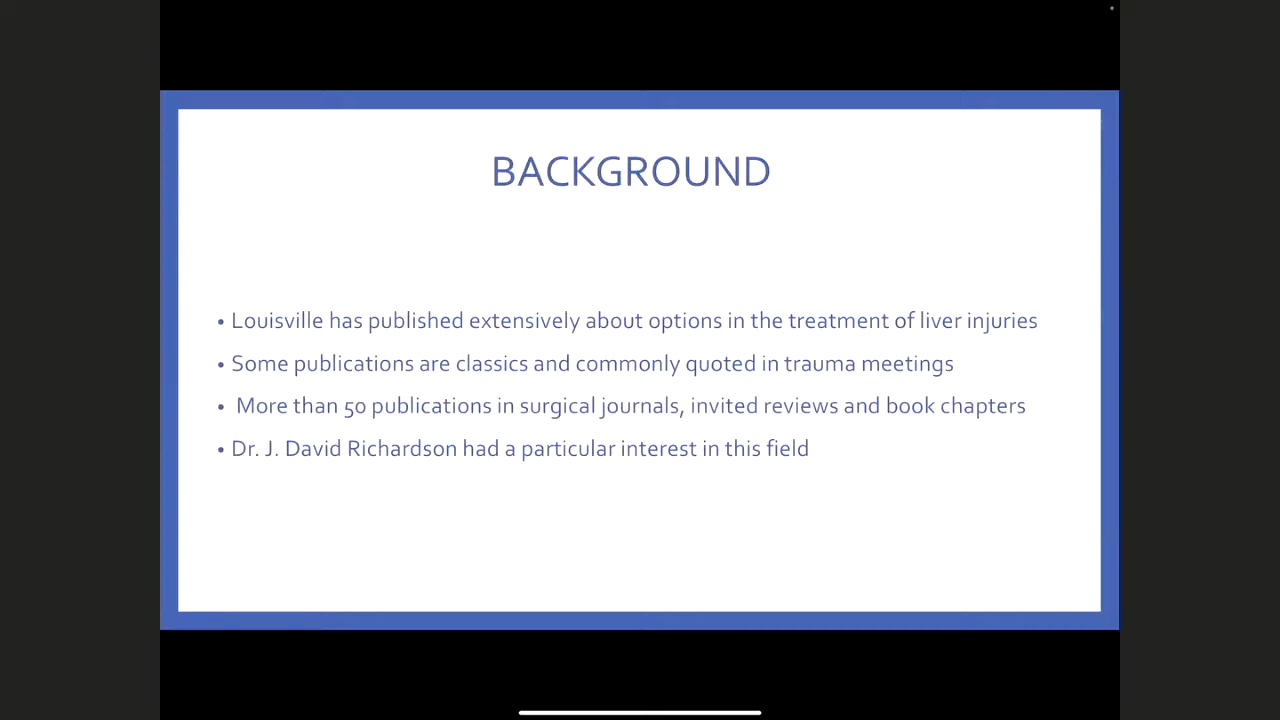 BACKGROUND
• Louisville has published extensively about options in the treatment of liver injuries
• Some publications are classics and commonly quoted in trauma meetings
• More than 50 publications in surgical journals, invited reviews and book chapters
• Dr. J. David Richardson had a particular interest in this field